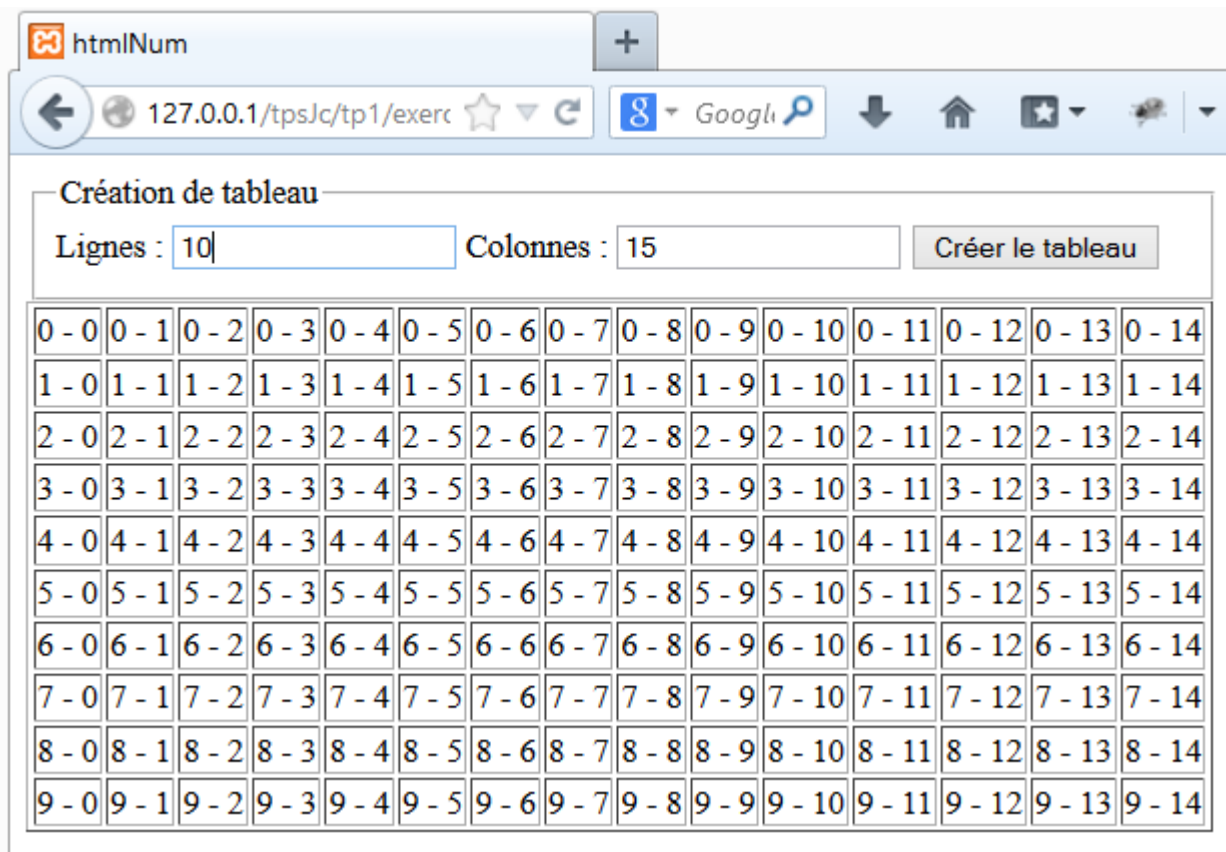 htmlNum
127.0.0.1/tpsJc/tp1/exerc
Googl
Création de tableau
Lignes : 10 Colonnes : 15 Créer le tableau
0 - 0 0 - 1 0 - 2 0 - 3 0 - 4 0 - 5 0 - 6 0 - 7 0 - 8 0 - 9 0 - 10 0 - 11 0 - 12 0 - 13 0 - 14
1 - 0 1 - 1 1 - 2 1 - 3 1 - 4 1 - 5 1 - 6 1 - 7 1 - 8 1 - 9 1 - 10 1 - 11 1 - 12 1 - 13 1 - 14
2 - 0 2 - 1 2 - 2 2 - 3 2 - 4 2 - 5 2 - 6 2 - 7 2 - 8 2 - 9 2 - 10 2 - 11 2 - 12 2 - 13 2 - 14
3 - 0 3 - 1 3 - 2 3 - 3 3 - 4 3 - 5 3 - 6 3 - 7 3 - 8 3 - 9 3 - 10 3 - 11 3 - 12 3 - 13 3 - 14
4 - 0 4 - 1 4 - 2 4 - 3 4 - 4 4 - 5 4 - 6 4 - 7 4 - 8 4 - 9 4 - 10 4 - 11 4 - 12 4 - 13 4 - 14
5 - 0 5 - 1 5 - 2 5 - 3 5 - 4 5 - 5 5 - 6 5 - 7 5 - 8 5 - 9 5 - 10 5 - 11 5 - 12 5 - 13 5 - 14
6 - 0 6 - 1 6 - 2 6 - 3 6 - 4 6 - 5 6 - 6 6 - 7 6 - 8 6 - 9 6 - 10 6 - 11 6 - 12 6 - 13 6 - 14
7 - 0 7 - 1 7 - 2 7 - 3 7 - 4 7 - 5 7 - 6 7 - 7 7 - 8 7 - 9 7 - 10 7 - 11 7 - 12 7 - 13 7 - 14
8 - 0 8 - 1 8 - 2 8 - 3 8 - 4 8 - 5 8 - 6 8 - 7 8 - 8 8 - 9 8 - 10 8 - 11 8 - 12 8 - 13 8 - 14
9 - 0 9 - 1 9 - 2 9 - 3 9 - 4 9 - 5 9 - 6 9 - 7 9 - 8 9 - 9 9 - 10 9 - 11 9 - 12 9 - 13 9 - 14